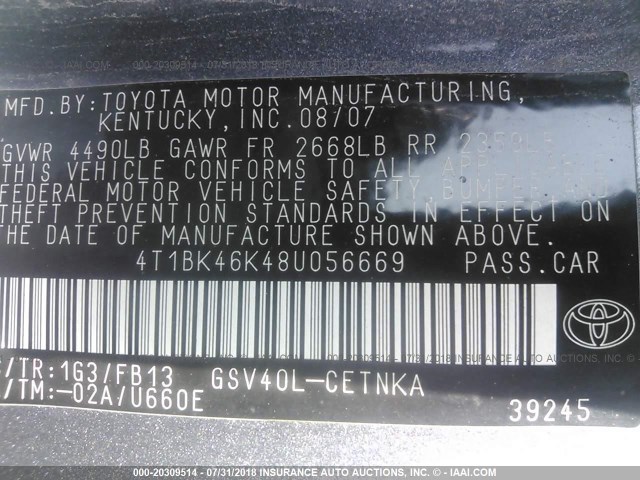 MFD.BY:TOYOTA MOTOR MANUFACTURING,
KENTUCKY,INC.08/07
GVWR 4490LB GAWR FR 2668LB RR
THIS VEHICLE CONFORMS TO ALL
FEDERAL MOTOR VEHICLE SAFETY, BUMPER AND
THEFT PREVENTION STANDARDS IN EFFECT ON
THE DATE OF MANUFACTURE SHOWN ABOVE.
4T1BK46K48U056669 PASS.CAR
/TR:1G3/FB13 GSV40L-CETNKA
/TM:-02A/U660E
39245
000-20309514 - 07/31/2018 INSURANCE AUTO AUCTIONS, INC. - © - IAAI.COM